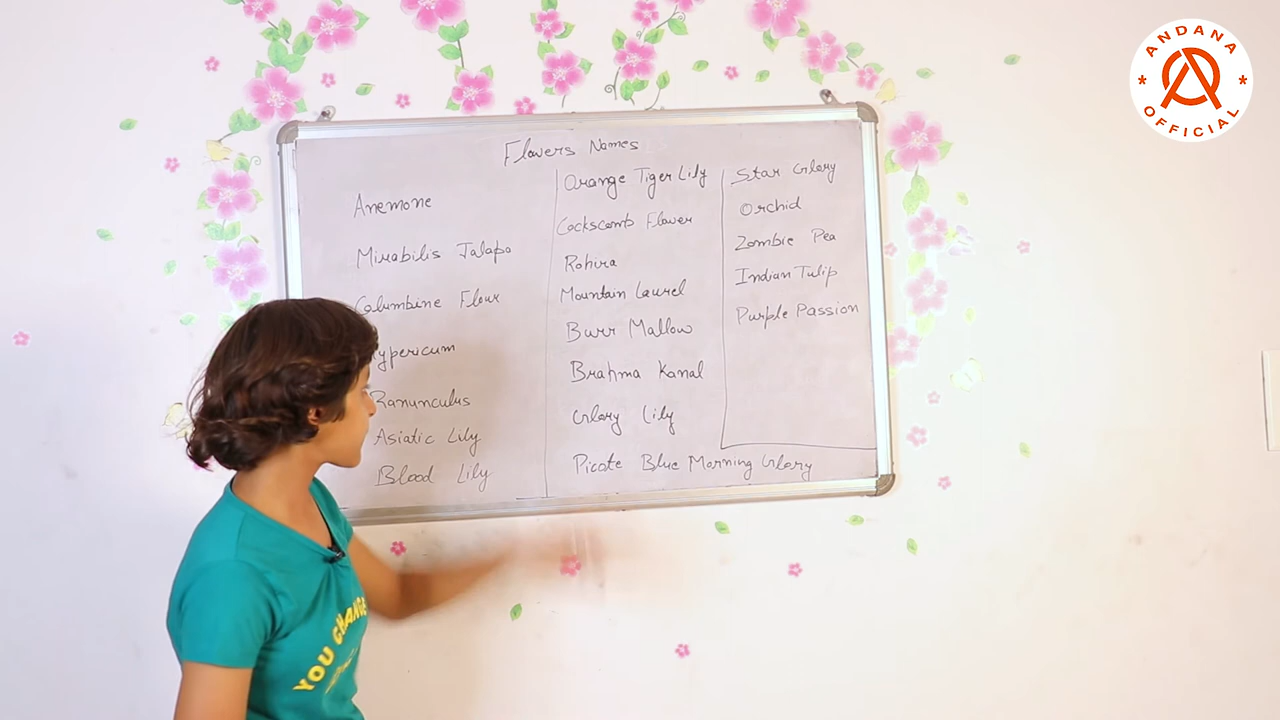 Flowers Names
Anemone
Mirabilis Jalapa
Columbine Flour
Hypericum
Ranunculus
Asiatic Lily
Blood Lily
Orange Tiger Lily
Cockscomb Flower
Rohira
Mountain Laurel
Burr Mallow
Brahma Kanal
Glory Lily
Picote Blue Morning Glory
Star Glory
Orchid
Zombie Pea
Indian Tulip
Purple Passion
YOU CHANGE
ANDANA
OFFICIAL